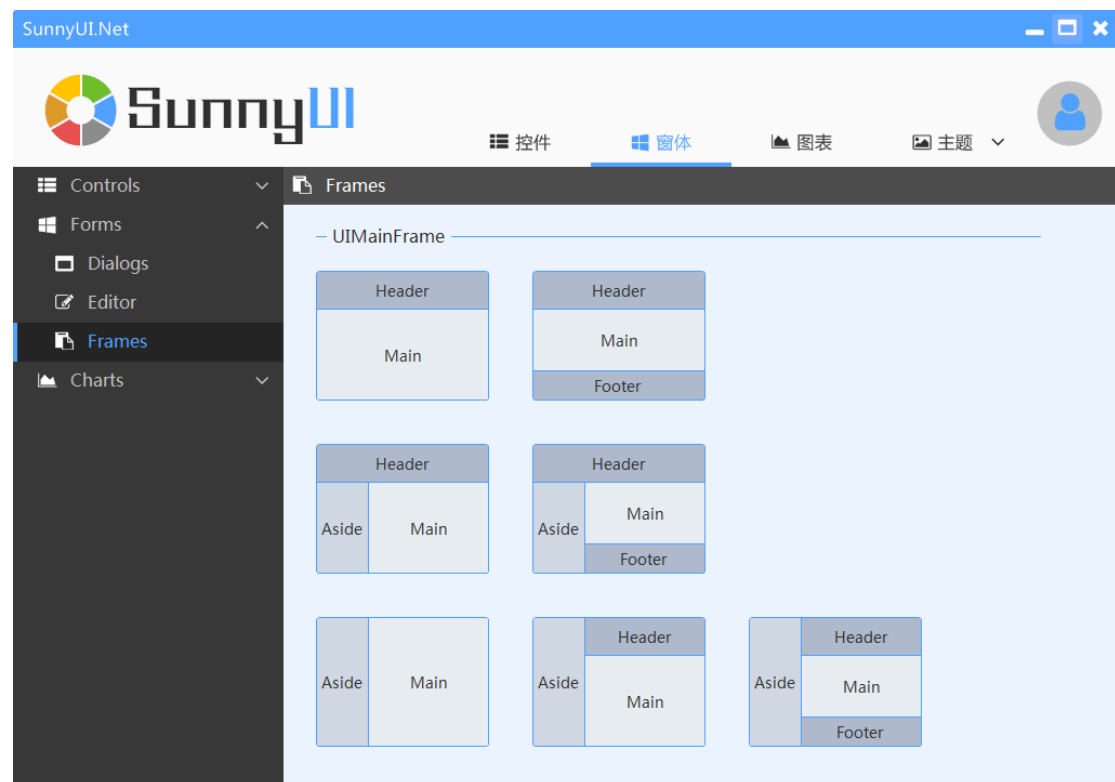 SunnyUI.Net
SunnyUI
控件 窗体 图表 主题
Controls
Forms
Dialogs
Editor
Frames
Charts
Frames
UIMainFrame
Header
Main
Header
Main
Footer
Header
Aside
Main
Header
Aside
Main
Footer
Aside
Main
Aside
Header
Main
Aside
Header
Main
Footer